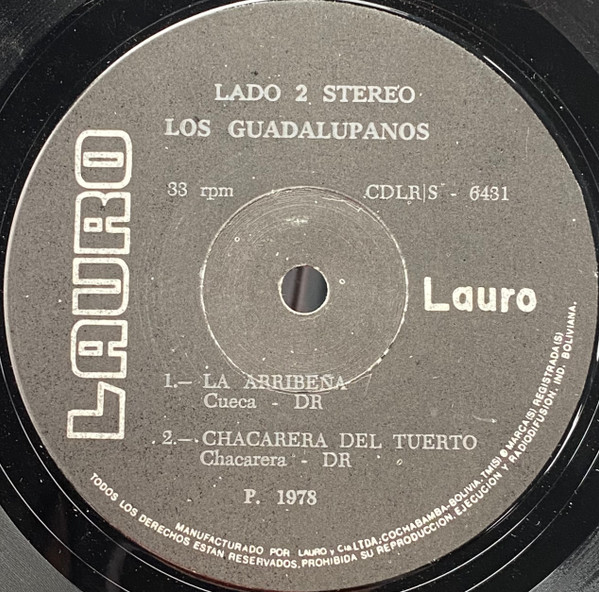 LADO 2 STEREO
LOS GUADALUPANOS
33 rpm
CDLR|S - 6431
LAURO
Lauro
1.- LA ARRIBEÑA
Cueca - DR
2.- CHACARERA DEL TUERTO
Chacarera - DR
P. 1978
MANUFACTURADO POR LAURO y Cia LTDA. COCHABAMBA-BOLIVIA. TM(S) ® MARCA(S) REGISTRADA(S)
TODOS LOS DERECHOS ESTAN RESERVADOS. PROHIBIDA SU REPRODUCCION, EJECUCION Y RADIODIFUSION. IND. BOLIVIANA.